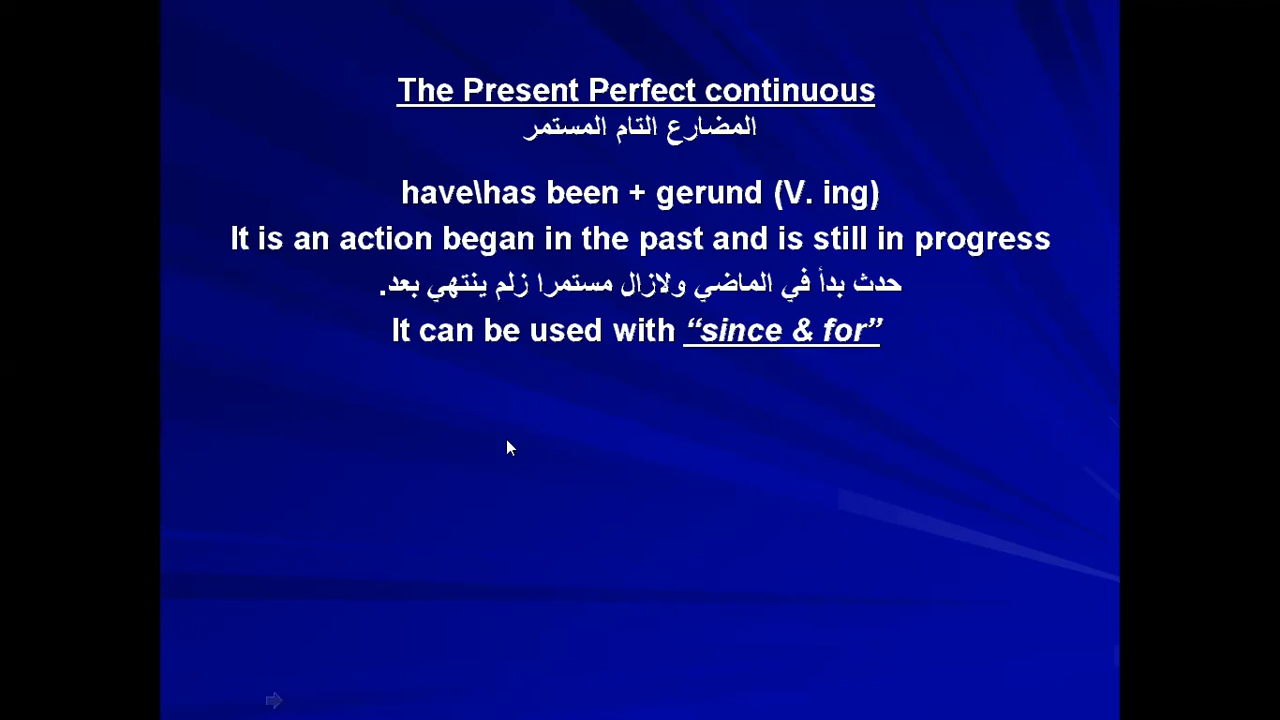 The Present Perfect continuous
المضارع التام المستمر
have\has been + gerund (V. ing)
It is an action began in the past and is still in progress
حدث بدأ في الماضي ولازال مستمرا زلم ينتهي بعد.
It can be used with “since & for”